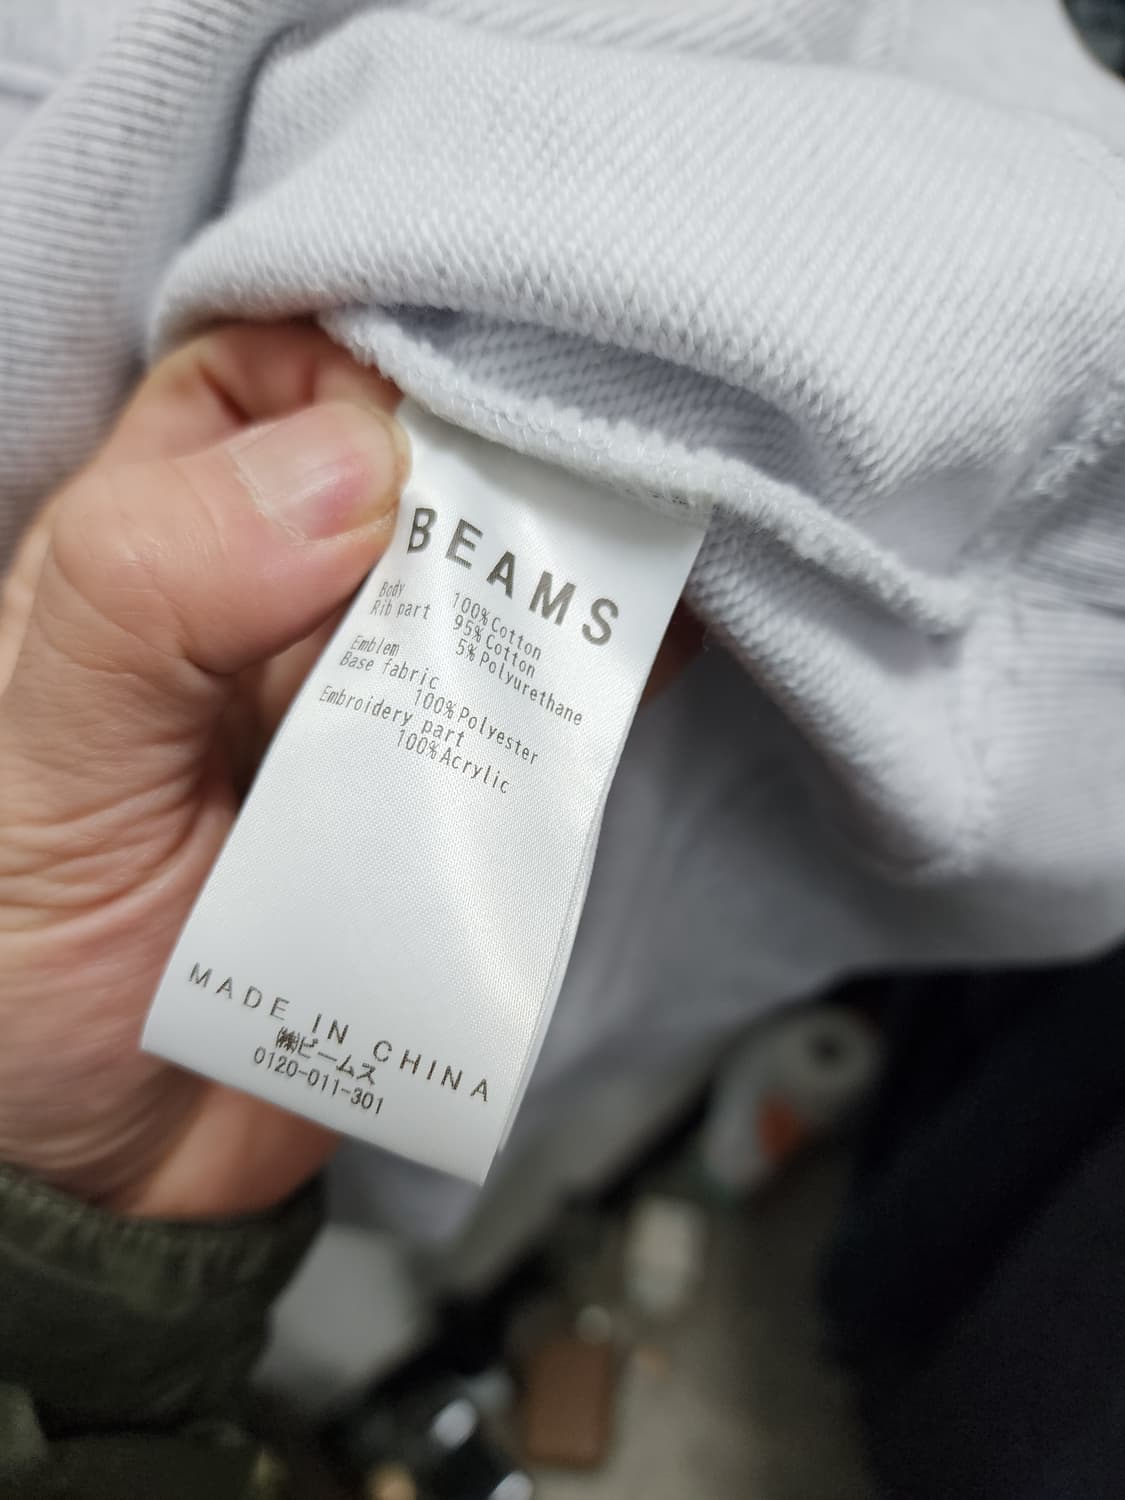 BEAMS
Body 100%Cotton
Rib part 95%Cotton
5%Polyurethane
Emblem
Base fabric
100%Polyester
Embroidery part
100%Acrylic
MADE IN CHINA
㈱ビームス
0120-011-301